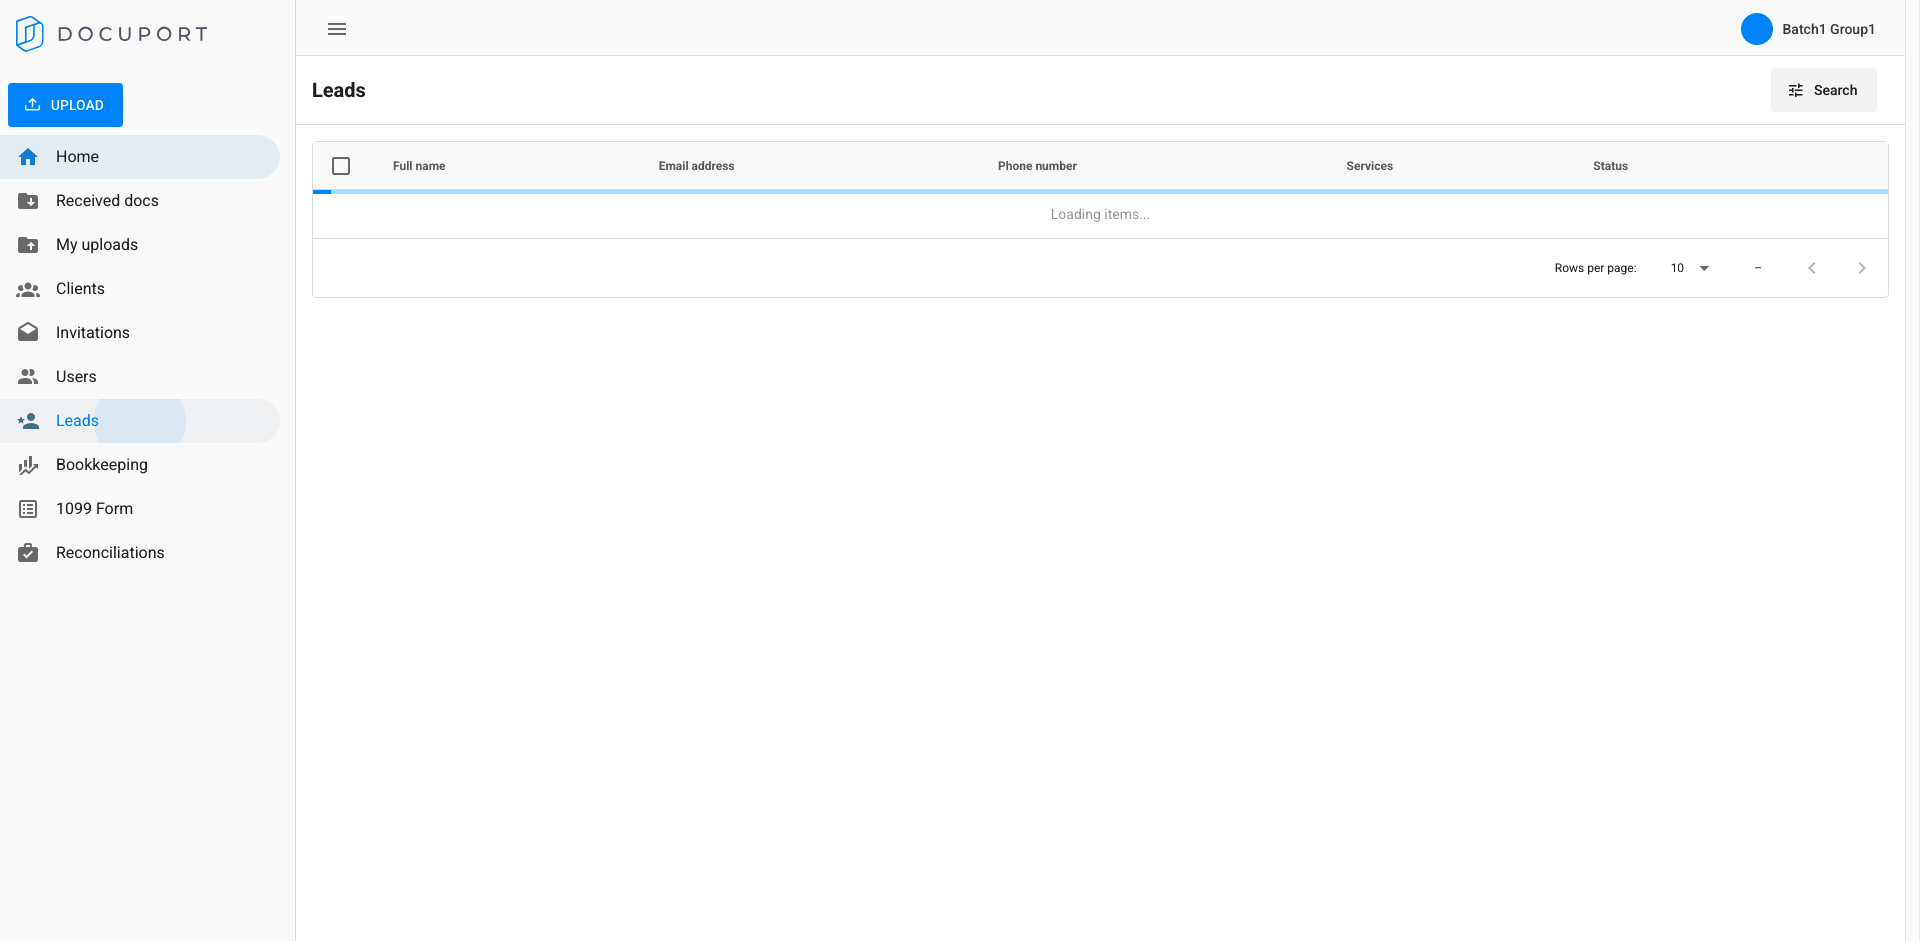 DOCUPORT
Batch1 Group1
UPLOAD
Home
Received docs
My uploads
Clients
Invitations
Users
Leads
Bookkeeping
1099 Form
Reconciliations
Leads
Search
Full name Email address Phone number Services Status
Loading items...
Rows per page: 10 –